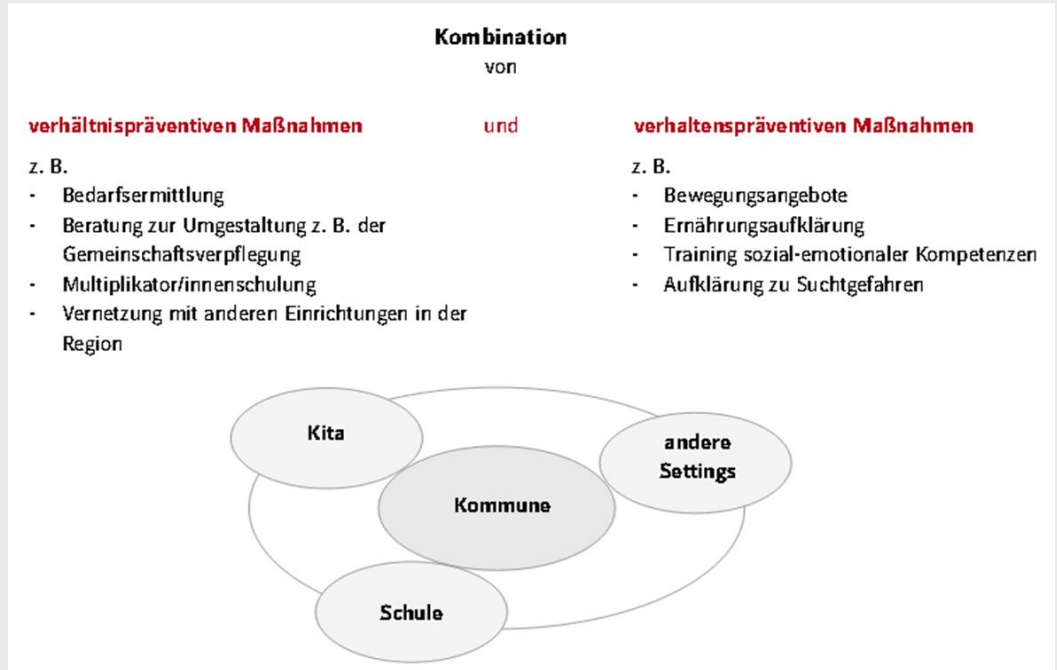 Kombination
von
verhältnispräventiven Maßnahmen und verhaltenspräventiven Maßnahmen
z. B.
- Bedarfsermittlung
- Beratung zur Umgestaltung z. B. der
Gemeinschaftsverpflegung
- Multiplikator/innenschulung
- Vernetzung mit anderen Einrichtungen in der
Region
z. B.
- Bewegungsangebote
- Ernährungsaufklärung
- Training sozial-emotionaler Kompetenzen
- Aufklärung zu Suchtgefahren
Kita
andere
Settings
Kommune
Schule